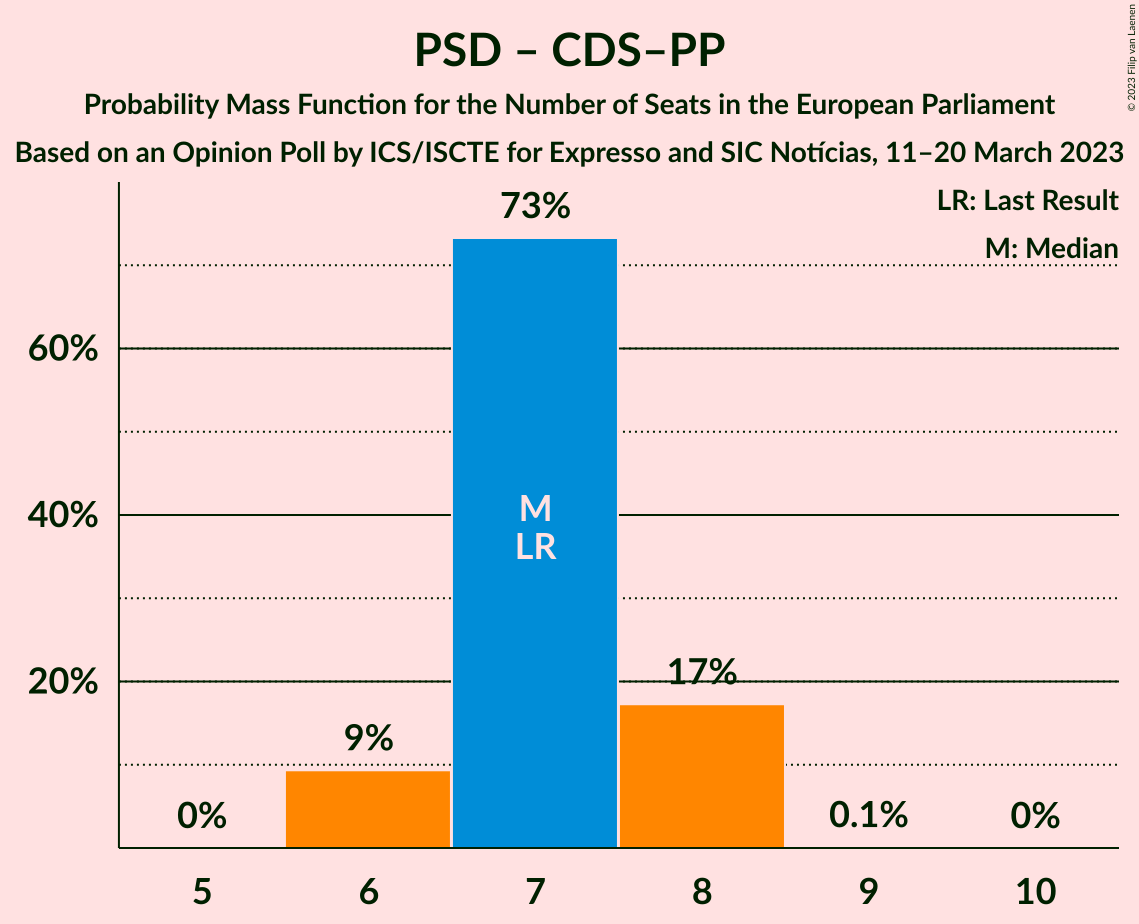 PSD – CDS–PP
Probability Mass Function for the Number of Seats in the European Parliament
Based on an Opinion Poll by ICS/ISCTE for Expresso and SIC Notícias, 11–20 March 2023
© 2023 Filip van Laenen
LR: Last Result
M: Median
73%
60%
40%
20%
M
LR
17%
9%
0%
0.1%
0%
5 6 7 8 9 10